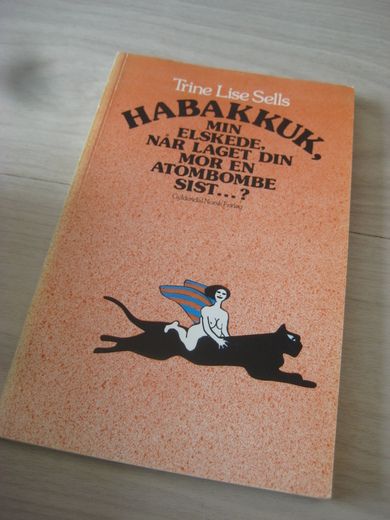 Trine Lise Sells
HABAKKUK,
MIN
ELSKEDE,
NÅR LAGET DIN
MOR EN
ATOMBOMBE
SIST...?
Gyldendal Norsk Forlag